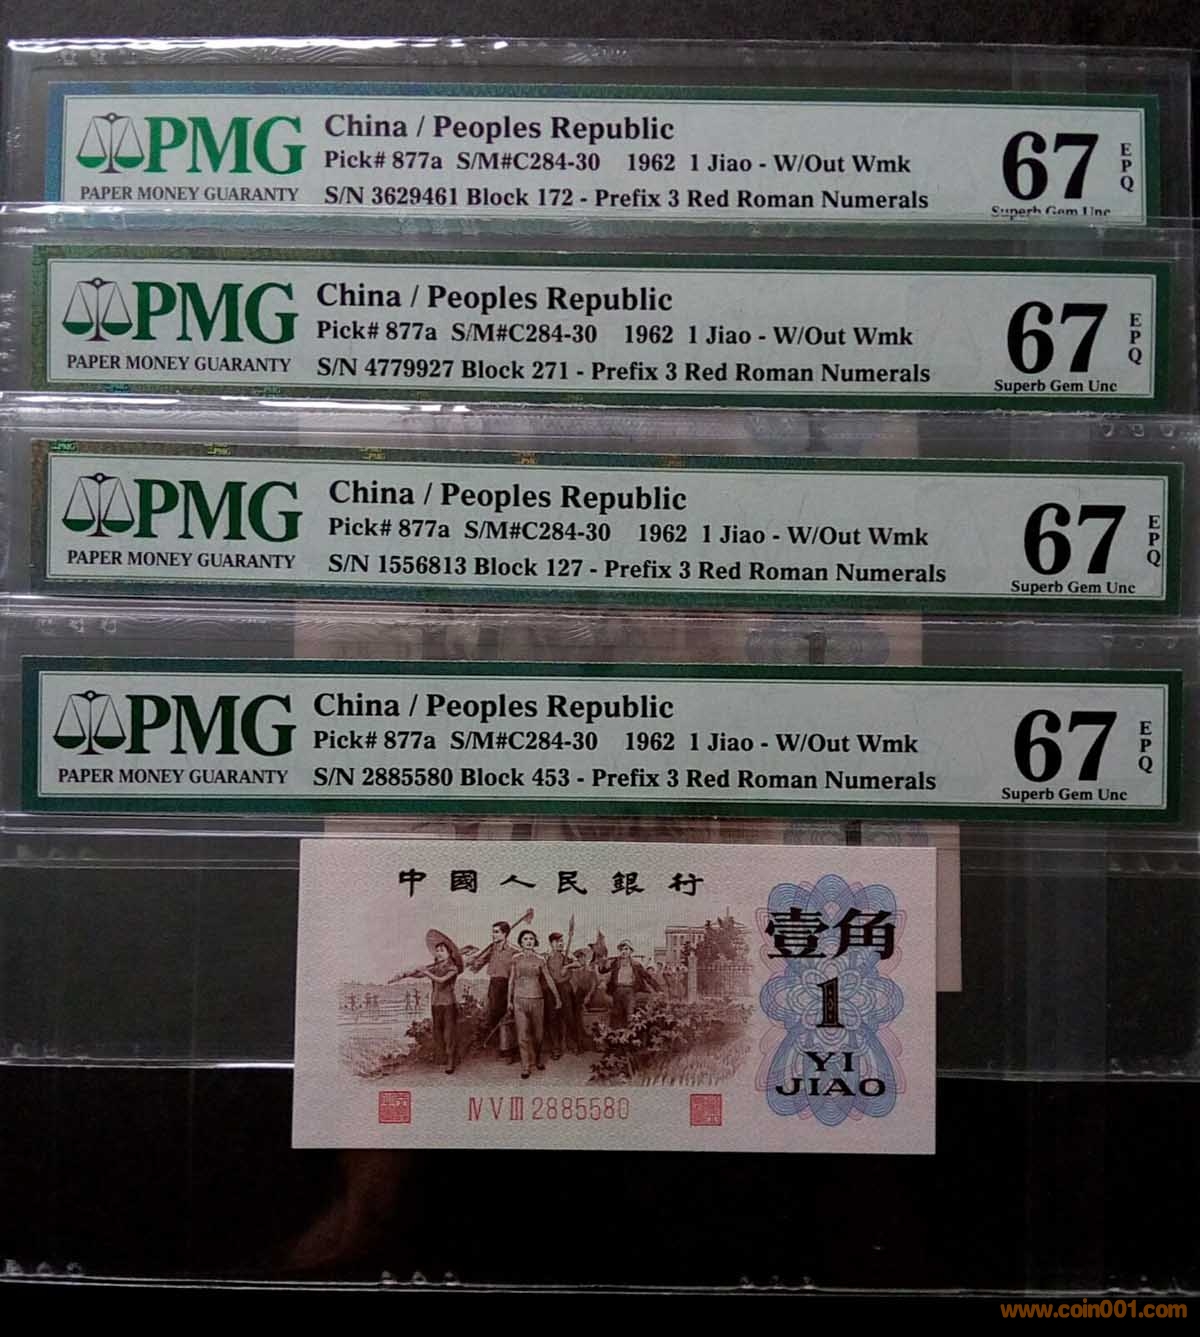 PMG
PAPER MONEY GUARANTY
China / Peoples Republic
Pick# 877a S/M#C284-30 1962 1 Jiao - W/Out Wmk
S/N 3629461 Block 172 - Prefix 3 Red Roman Numerals
67
EPQ
Superb Gem Unc
PMG
PAPER MONEY GUARANTY
China / Peoples Republic
Pick# 877a S/M#C284-30 1962 1 Jiao - W/Out Wmk
S/N 4779927 Block 271 - Prefix 3 Red Roman Numerals
67
EPQ
Superb Gem Unc
PMG
PAPER MONEY GUARANTY
China / Peoples Republic
Pick# 877a S/M#C284-30 1962 1 Jiao - W/Out Wmk
S/N 1556813 Block 127 - Prefix 3 Red Roman Numerals
67
EPQ
Superb Gem Unc
PMG
PAPER MONEY GUARANTY
China / Peoples Republic
Pick# 877a S/M#C284-30 1962 1 Jiao - W/Out Wmk
S/N 2885580 Block 453 - Prefix 3 Red Roman Numerals
67
EPQ
Superb Gem Unc
中國人民銀行
壹角
1
YI
JIAO
IV V III 2885580
www.coin001.com